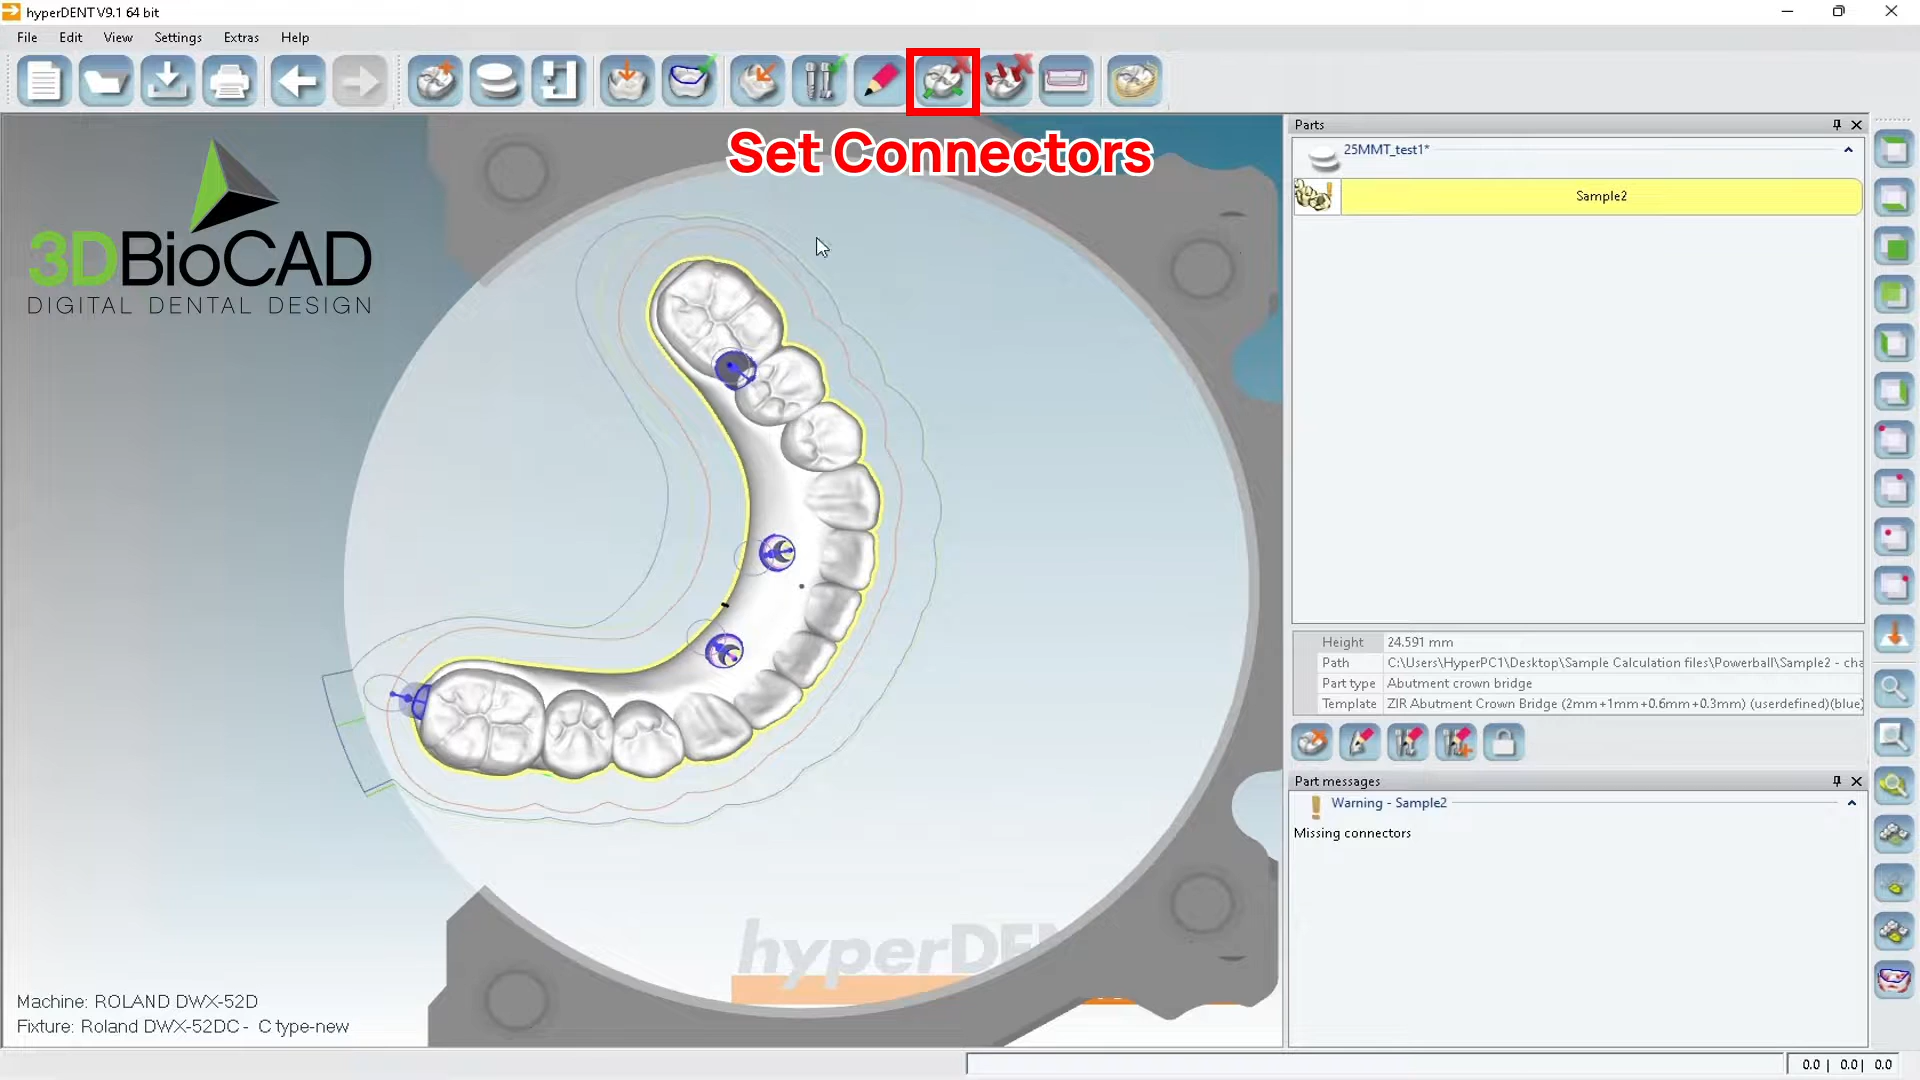 hyperDENT V9.1 64 bit
File Edit View Settings Extras Help
Set Connectors
3DBioCAD
DIGITAL DENTAL DESIGN
Parts
25MMT_test1*
Sample2
Height 24.591 mm
Path C:\Users\HyperPC1\Desktop\Sample Calculation files\Powerball\Sample2 - cha
Part type Abutment crown bridge
Template ZIR Abutment Crown Bridge (2mm+1mm+0.6mm+0.3mm) (userdefined)(blue)
Part messages
Warning - Sample2
Missing connectors
hyperDEN
Machine: ROLAND DWX-52D
Fixture: Roland DWX-52DC - C type-new
0.0 | 0.0 | 0.0